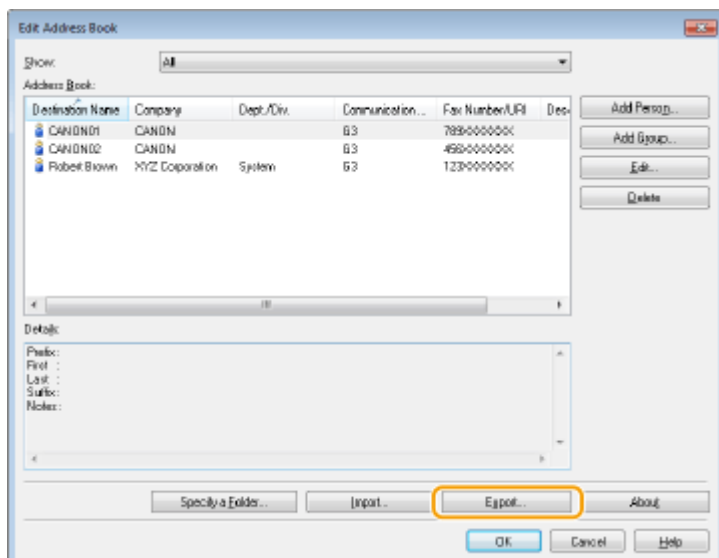 Edit Address Book
Show: All
Address Book:
Destination Name Company Dept./Div. Communication... Fax Number/URI Des
Add Person...
CANON01 CANON G3 789XXXXXXX
CANON02 CANON G3 456XXXXXXX
Add Group...
Robert Brown XYZ Corporation System G3 123XXXXXXX
Edit...
Delete
Details:
Prefix:
First :
Last :
Suffix:
Notes:
Specify a Folder... Import... Export... About
OK Cancel Help